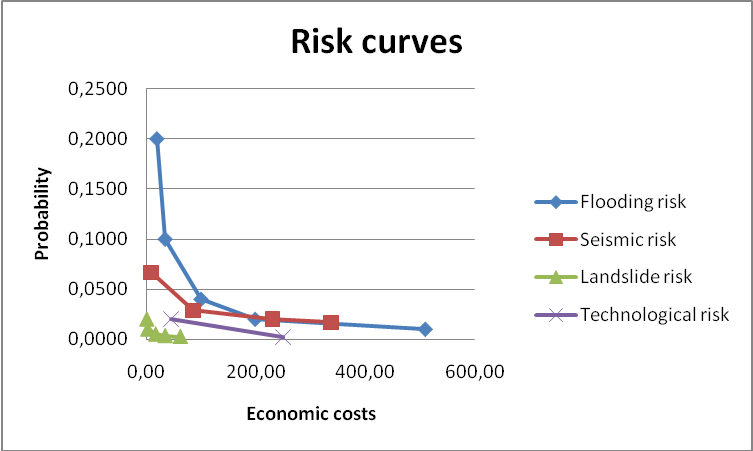 Risk curves
0,2500
0,2000
0,1500
0,1000
0,0500
0,0000
Probability
0,00
200,00
400,00
600,00
Economic costs
Flooding risk
Seismic risk
Landslide risk
Technological risk